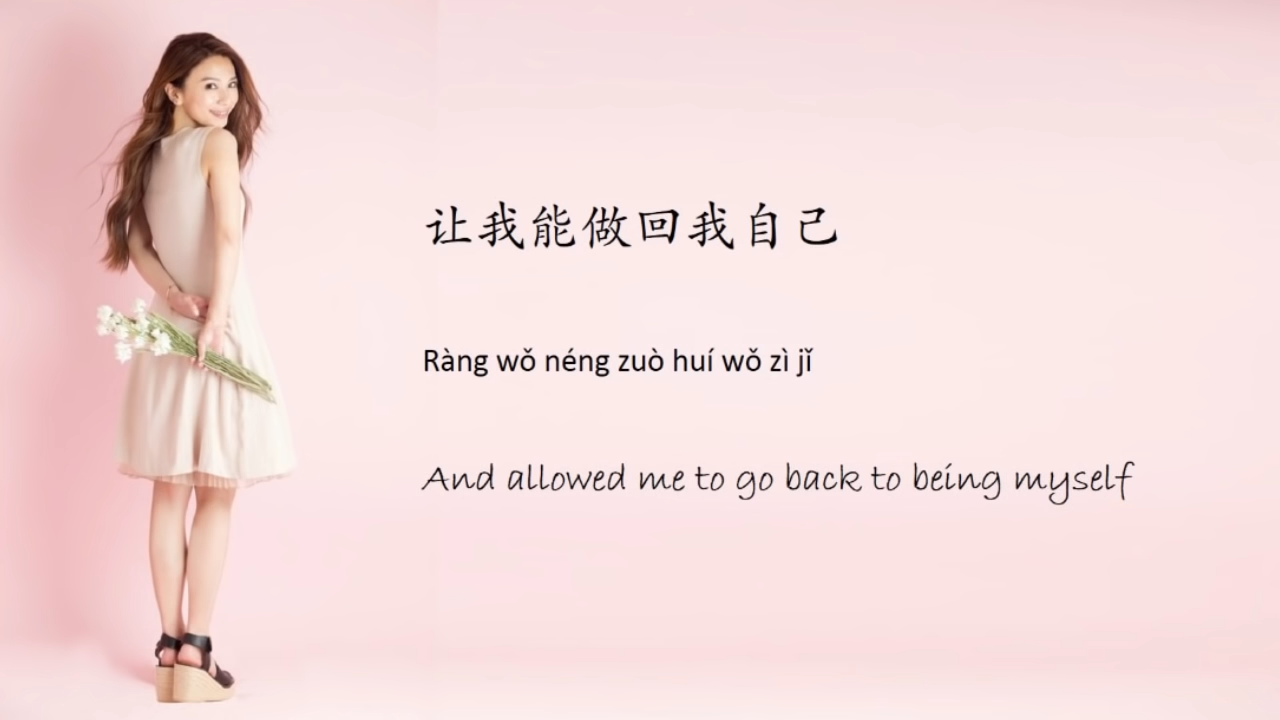 让我能做回我自己
Ràng wǒ néng zuò huí wǒ zì jǐ
And allowed me to go back to being myself